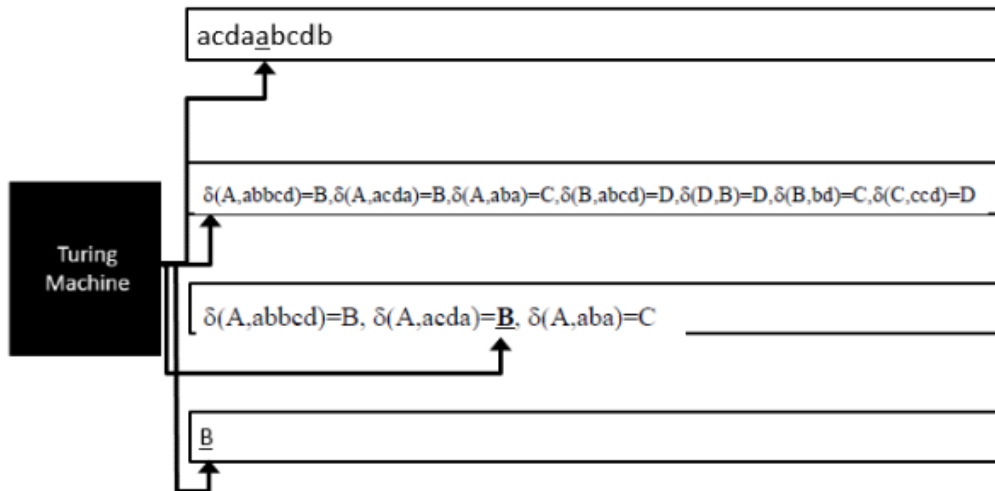 acdaabcdb
δ(A,abbcd)=B,δ(A,acda)=B,δ(A,aba)=C,δ(B,abcd)=D,δ(D,B)=D,δ(B,bd)=C,δ(C,ccd)=D
Turing
Machine
δ(A,abbcd)=B, δ(A,acda)=B, δ(A,aba)=C
B